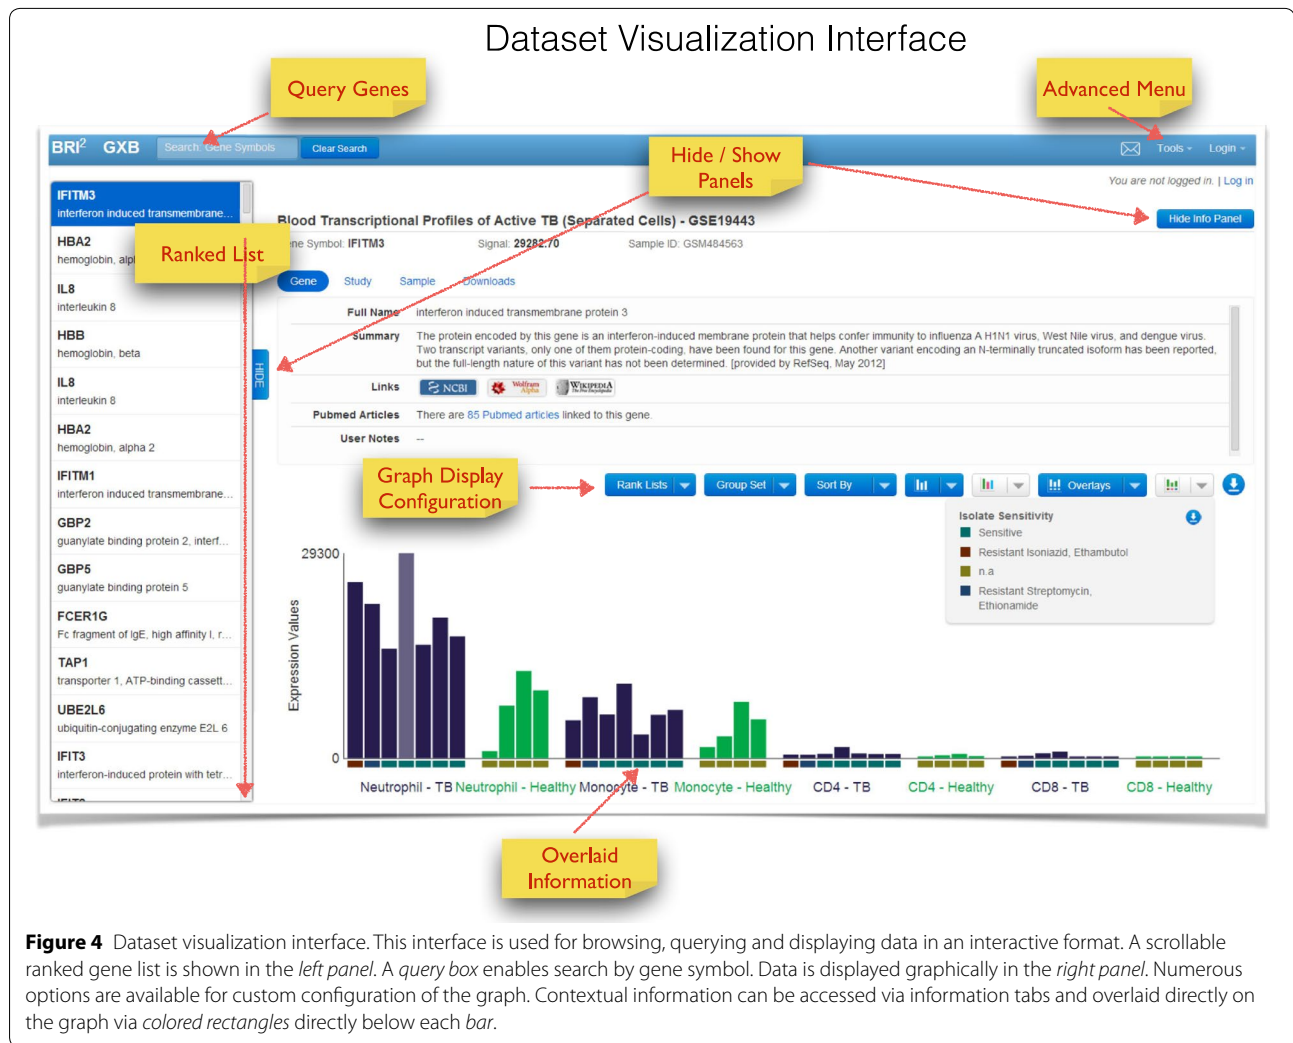 Dataset Visualization Interface
Query Genes
Advanced Menu
BRI² GXB
Search: Gene Symbols
Clear Search
Hide / Show
Panels
Tools
Login
You are not logged in. | Log in
IFITM3
interferon induced transmembrane...
HBA2
hemoglobin, alp
IL8
interleukin 8
HBB
hemoglobin, beta
IL8
interleukin 8
HBA2
hemoglobin, alpha 2
IFITM1
interferon induced transmembrane...
GBP2
guanylate binding protein 2, interf...
GBP5
guanylate binding protein 5
FCER1G
Fc fragment of IgE, high affinity I, r...
TAP1
transporter 1, ATP-binding cassett...
UBE2L6
ubiquitin-conjugating enzyme E2L 6
IFIT3
interferon-induced protein with tetr...
Ranked List
HIDE
Blood Transcriptional Profiles of Active TB (Separated Cells) - GSE19443
Hide Info Panel
ene Symbol: IFITM3 Signal: 29282.70 Sample ID: GSM484563
Gene Study Sample Downloads
Full Name interferon induced transmembrane protein 3
Summary The protein encoded by this gene is an interferon-induced membrane protein that helps confer immunity to influenza A H1N1 virus, West Nile virus, and dengue virus.
Two transcript variants, only one of them protein-coding, have been found for this gene. Another variant encoding an N-terminally truncated isoform has been reported,
but the full-length nature of this variant has not been determined. [provided by RefSeq, May 2012]
Links NCBI Wolfram Alpha WIKIPEDIA
Pubmed Articles There are 85 Pubmed articles linked to this gene.
User Notes --
Graph Display
Configuration
Rank Lists Group Set Sort By Overlays
Isolate Sensitivity
Sensitive
Resistant Isoniazid, Ethambutol
n.a
Resistant Streptomycin,
Ethionamide
29300
Expression Values
0
Neutrophil - TB Neutrophil - Healthy Monocyte - TB Monocyte - Healthy CD4 - TB CD4 - Healthy CD8 - TB CD8 - Healthy
Overlaid
Information
Figure 4 Dataset visualization interface. This interface is used for browsing, querying and displaying data in an interactive format. A scrollable
ranked gene list is shown in the left panel. A query box enables search by gene symbol. Data is displayed graphically in the right panel. Numerous
options are available for custom configuration of the graph. Contextual information can be accessed via information tabs and overlaid directly on
the graph via colored rectangles directly below each bar.